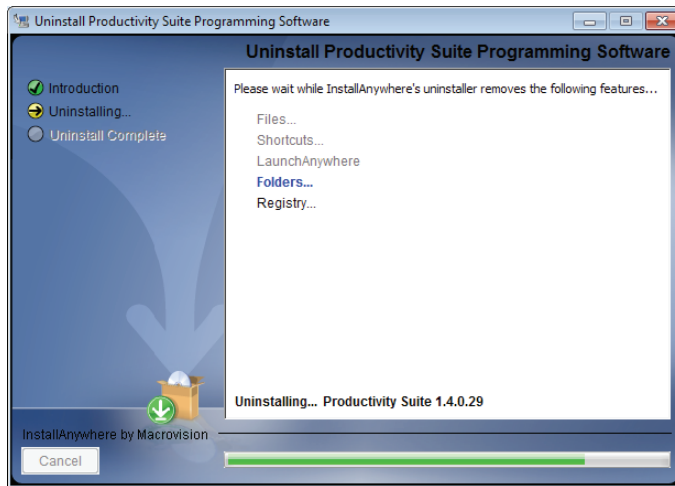 Uninstall Productivity Suite Programming Software
Uninstall Productivity Suite Programming Software
Introduction
Uninstalling...
Uninstall Complete
Please wait while InstallAnywhere's uninstaller removes the following features...
Files...
Shortcuts...
LaunchAnywhere
Folders...
Registry...
Uninstalling... Productivity Suite 1.4.0.29
InstallAnywhere by Macrovision
Cancel